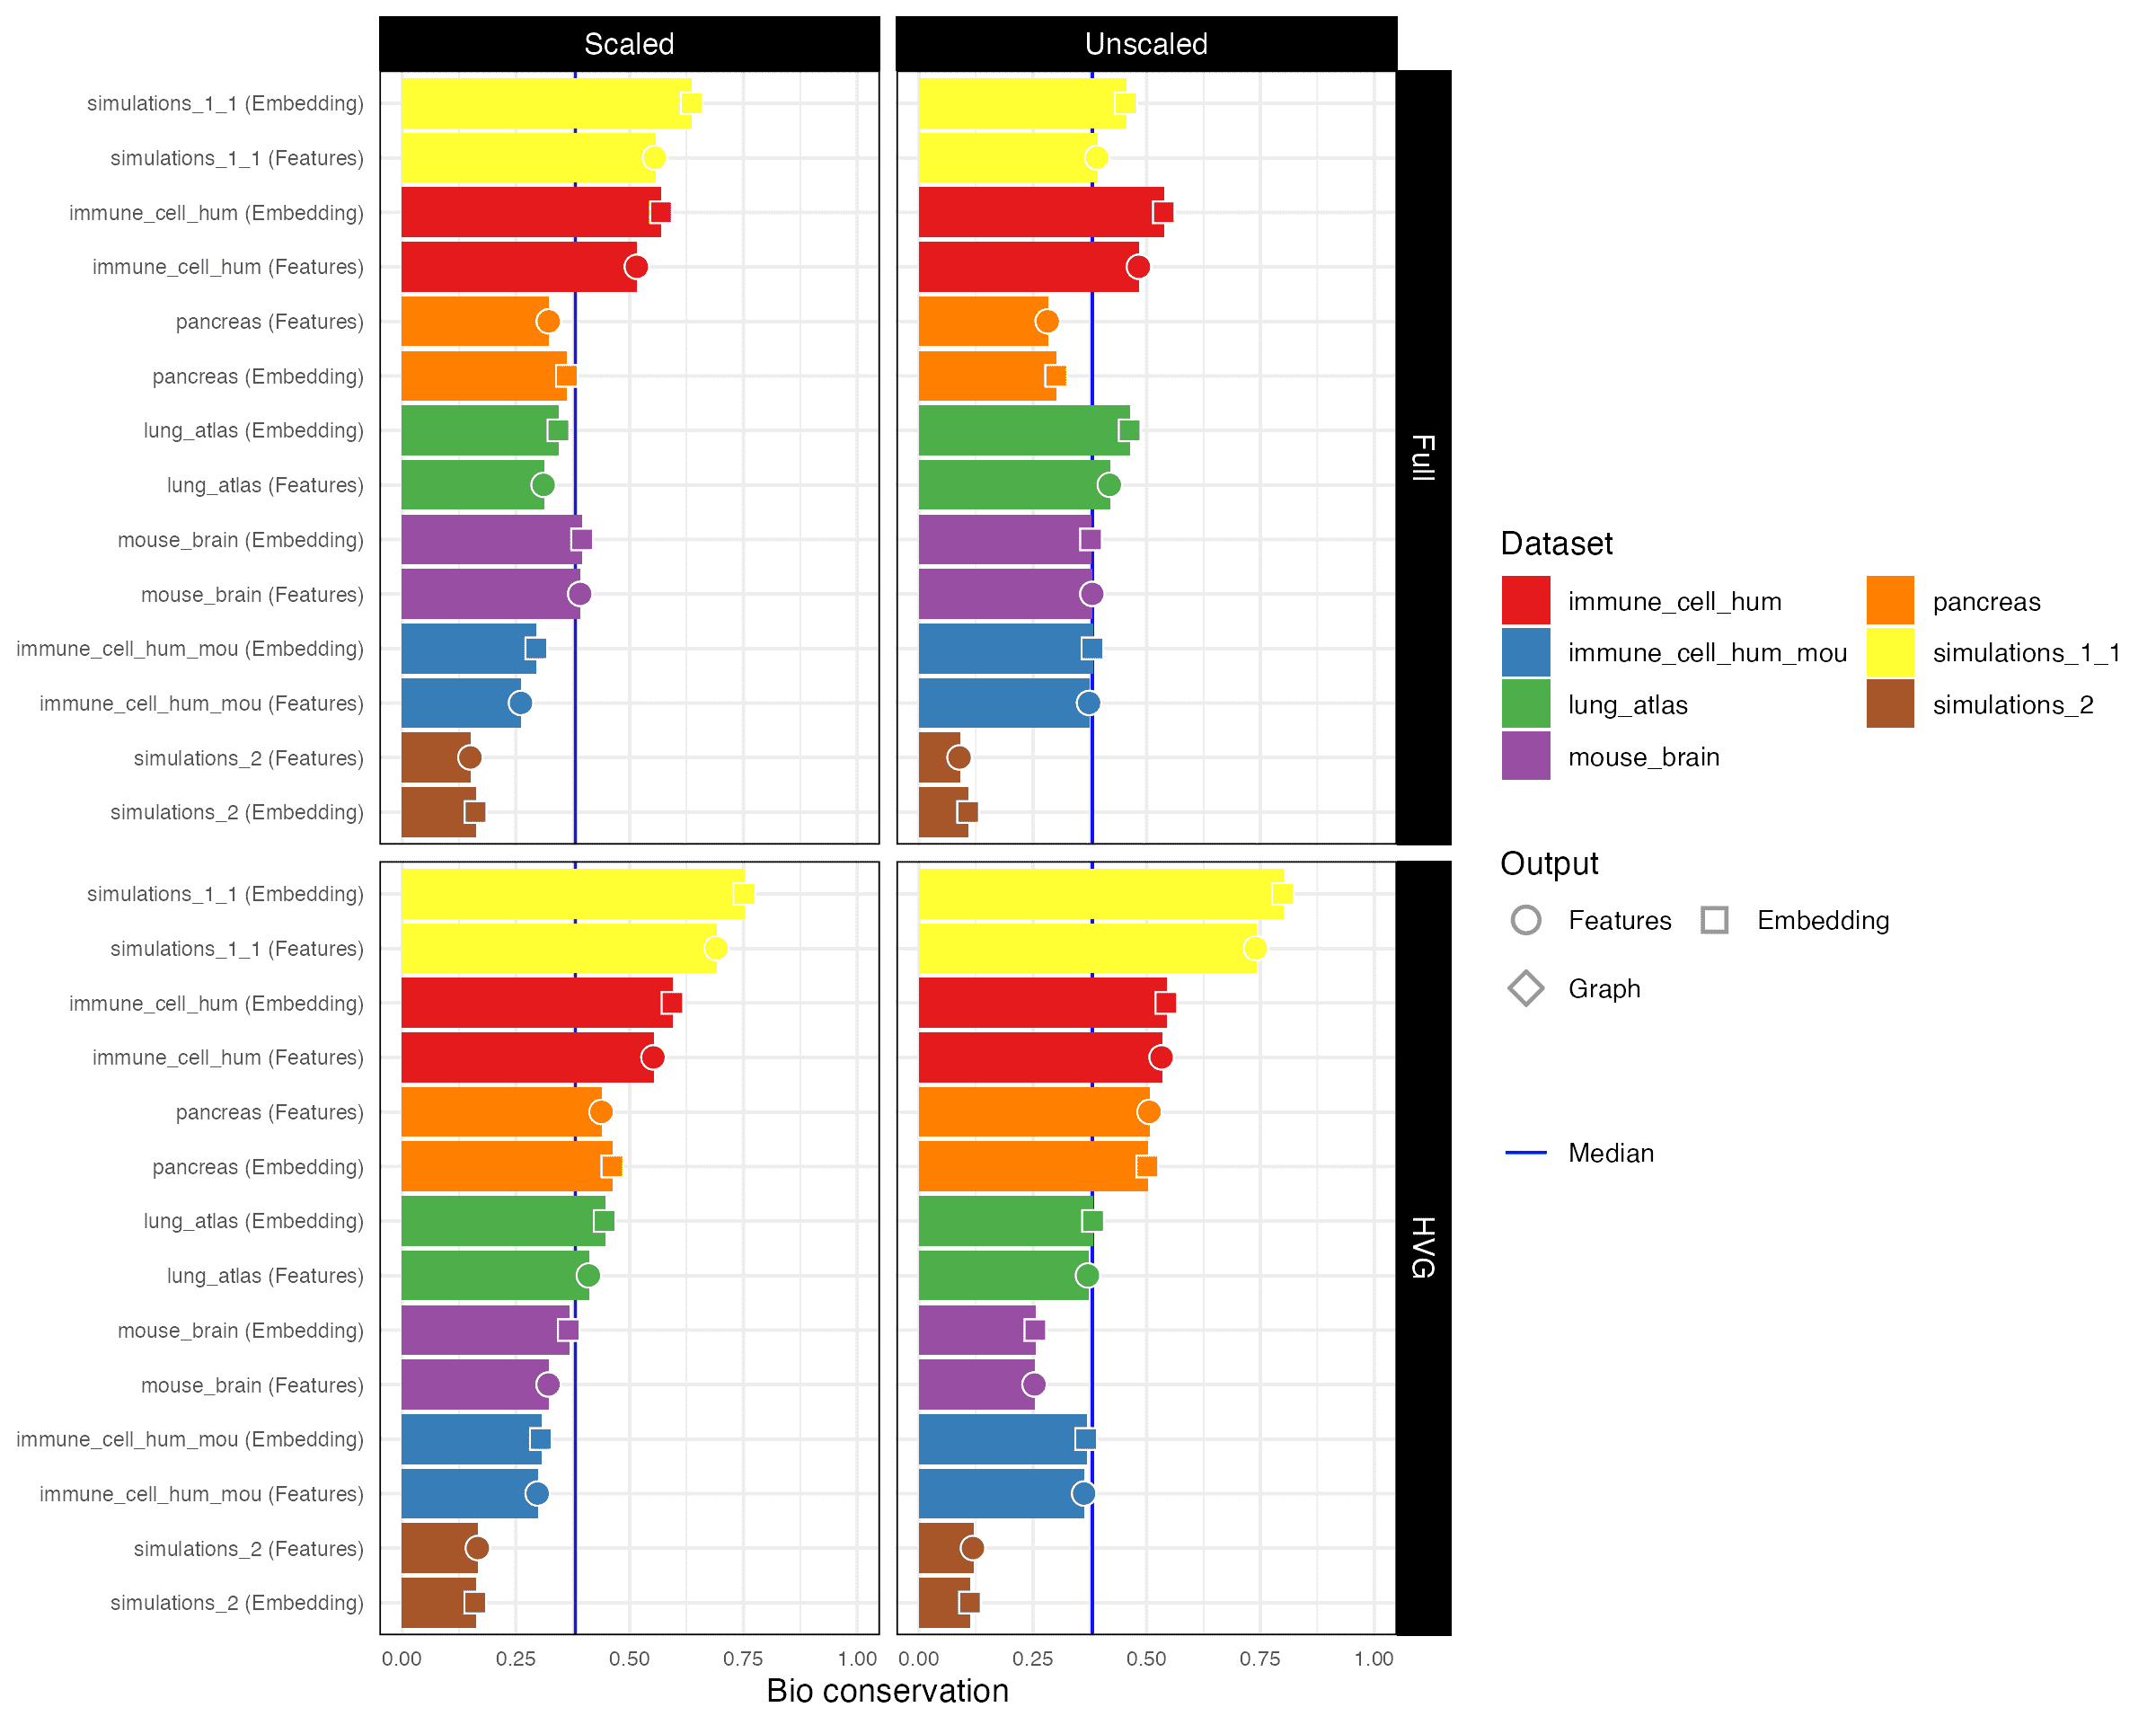 Scaled
Unscaled
simulations_1_1 (Embedding)
simulations_1_1 (Features)
immune_cell_hum (Embedding)
immune_cell_hum (Features)
pancreas (Features)
pancreas (Embedding)
lung_atlas (Embedding)
lung_atlas (Features)
mouse_brain (Embedding)
mouse_brain (Features)
immune_cell_hum_mou (Embedding)
immune_cell_hum_mou (Features)
simulations_2 (Features)
simulations_2 (Embedding)
Full
simulations_1_1 (Embedding)
simulations_1_1 (Features)
immune_cell_hum (Embedding)
immune_cell_hum (Features)
pancreas (Features)
pancreas (Embedding)
lung_atlas (Embedding)
lung_atlas (Features)
mouse_brain (Embedding)
mouse_brain (Features)
immune_cell_hum_mou (Embedding)
immune_cell_hum_mou (Features)
simulations_2 (Features)
simulations_2 (Embedding)
HVG
0.00 0.25 0.50 0.75 1.00
0.00 0.25 0.50 0.75 1.00
Bio conservation
Dataset
immune_cell_hum
immune_cell_hum_mou
lung_atlas
mouse_brain
pancreas
simulations_1_1
simulations_2
Output
Features
Embedding
Graph
Median